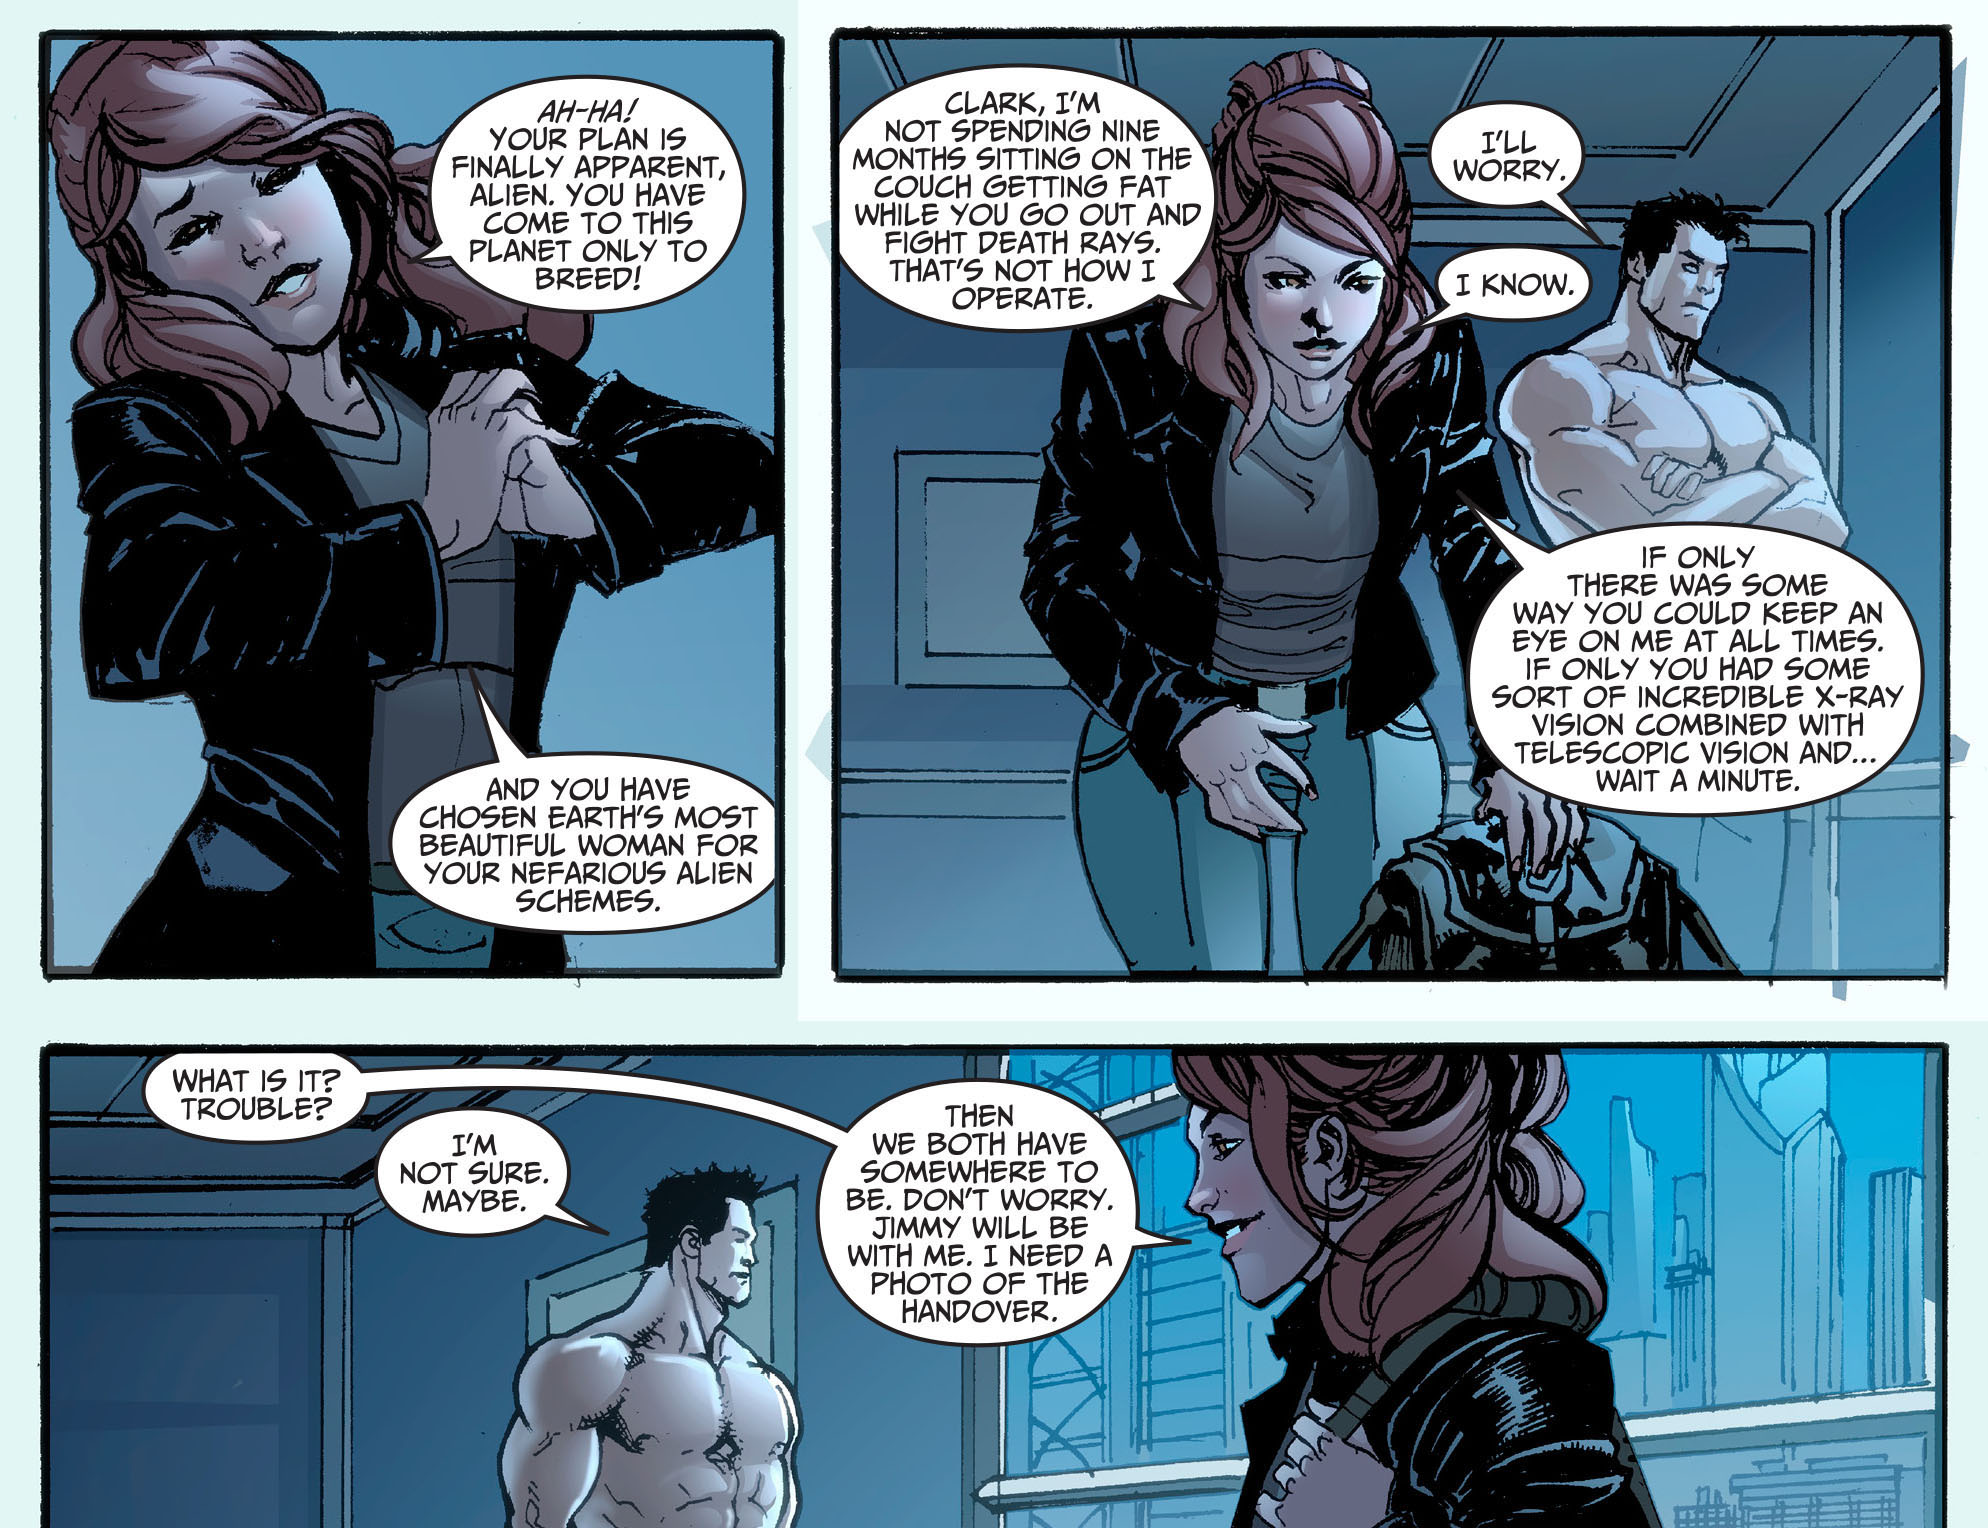 AH-HA!
YOUR PLAN IS
FINALLY APPARENT,
ALIEN. YOU HAVE
COME TO THIS
PLANET ONLY TO
BREED!
AND YOU HAVE
CHOSEN EARTH'S MOST
BEAUTIFUL WOMAN FOR
YOUR NEFARIOUS ALIEN
SCHEMES.
CLARK, I'M
NOT SPENDING NINE
MONTHS SITTING ON THE
COUCH GETTING FAT
WHILE YOU GO OUT AND
FIGHT DEATH RAYS.
THAT'S NOT HOW I
OPERATE.
I'LL
WORRY.
I KNOW.
IF ONLY
THERE WAS SOME
WAY YOU COULD KEEP AN
EYE ON ME AT ALL TIMES.
IF ONLY YOU HAD SOME
SORT OF INCREDIBLE X-RAY
VISION COMBINED WITH
TELESCOPIC VISION AND...
WAIT A MINUTE.
WHAT IS IT?
TROUBLE?
I'M
NOT SURE.
MAYBE.
THEN
WE BOTH HAVE
SOMEWHERE TO
BE. DON'T WORRY.
JIMMY WILL BE
WITH ME. I NEED A
PHOTO OF THE
HANDOVER.